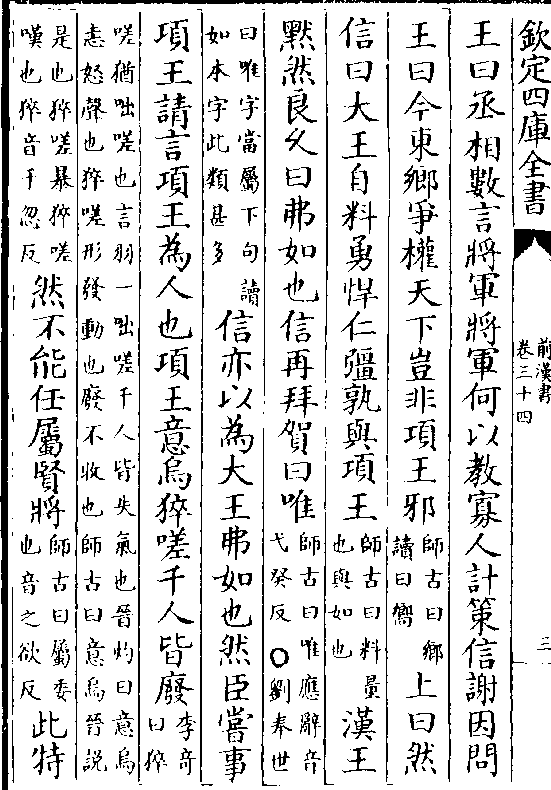 欽定四庫全書
前漢書
卷三十四
三
王曰丞相數言將軍將軍何以教寡人計策信謝因問
王曰今東鄉爭權天下豈非項王邪師古曰鄉讀曰嚮上曰然
信曰大王自料勇悍仁彊孰與項王師古曰料量也與如也漢王
黙然良久曰弗如也信再拜賀曰唯師古曰唯應辭音弋癸反○劉奉世
曰唯字當屬下句讀如本字此類甚多信亦以為大王弗如也然臣嘗事
項王請言項王為人也項王意烏猝嗟千人皆廢李奇曰猝
嗟猶咄嗟也言羽一咄嗟千人皆失氣也晉灼曰意烏恚怒聲也猝嗟形發動也廢不收也師古曰意烏晉説
是也猝嗟暴猝嗟嘆也猝音千忽反然不能任屬賢將師古曰屬委也音之欲反此特